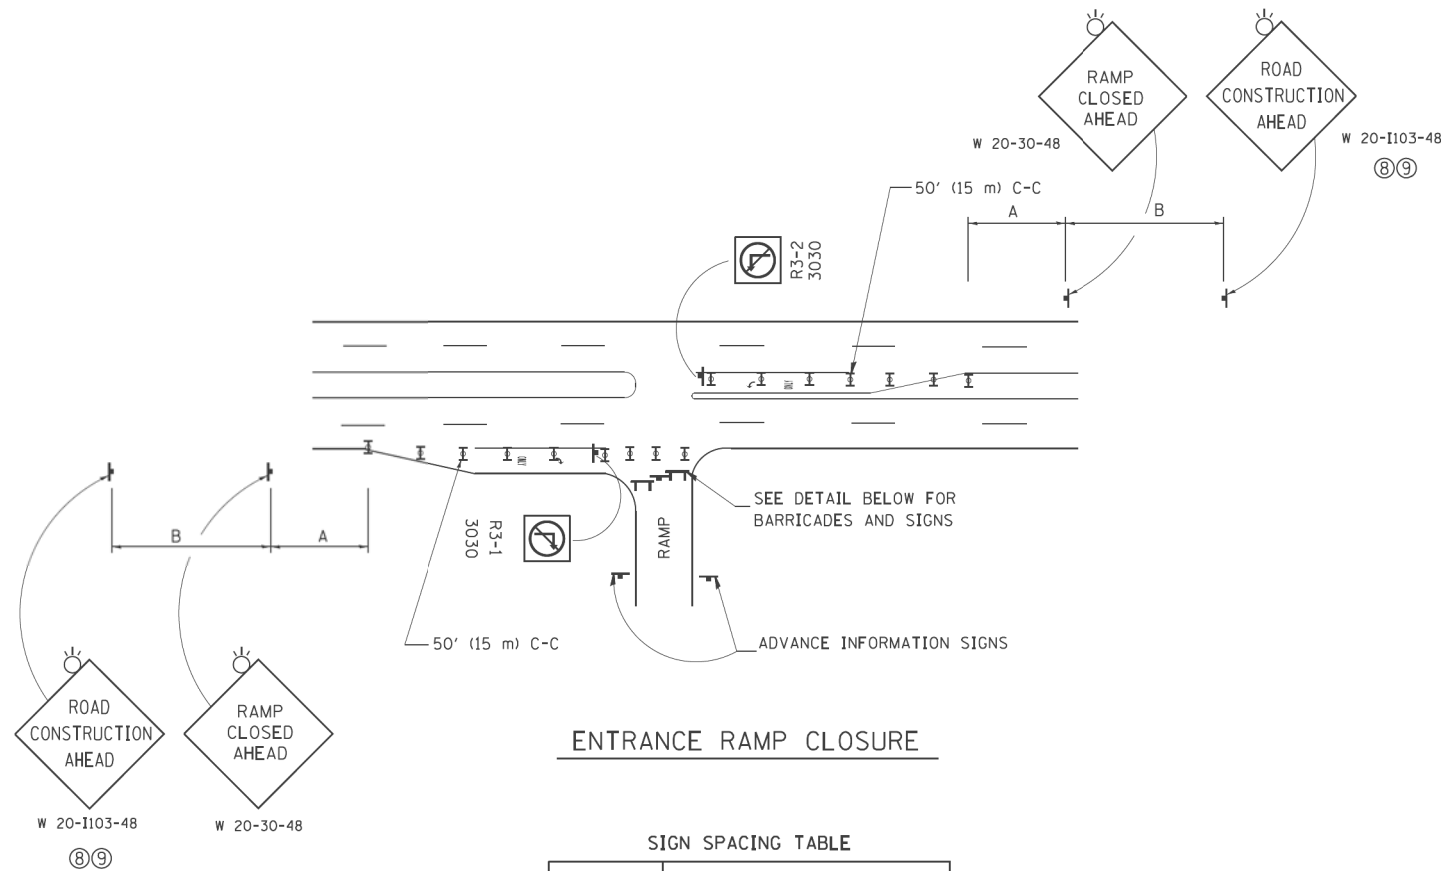 RAMP
CLOSED
AHEAD
W 20-30-48
ROAD
CONSTRUCTION
AHEAD
W 20-I103-48
⑧⑨
50' (15 m) C-C
A
B
R3-2
3030
ONLY
ONLY
B
A
R3-1
3030
RAMP
SEE DETAIL BELOW FOR
BARRICADES AND SIGNS
50' (15 m) C-C
ADVANCE INFORMATION SIGNS
ROAD
CONSTRUCTION
AHEAD
W 20-I103-48
⑧⑨
RAMP
CLOSED
AHEAD
W 20-30-48
ENTRANCE RAMP CLOSURE
SIGN SPACING TABLE